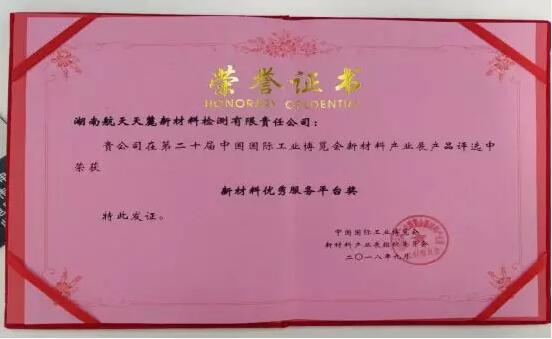 荣誉证书
HONORARY CREDENTIAL
湖南航天天麓新材料检测有限责任公司：
贵公司在第二十届中国国际工业博览会新材料产业展产品评选中
荣获
新材料优秀服务平台奖
特此发证。
中国国际工业博览会
新材料产业展组织委员会
二〇一八年九月